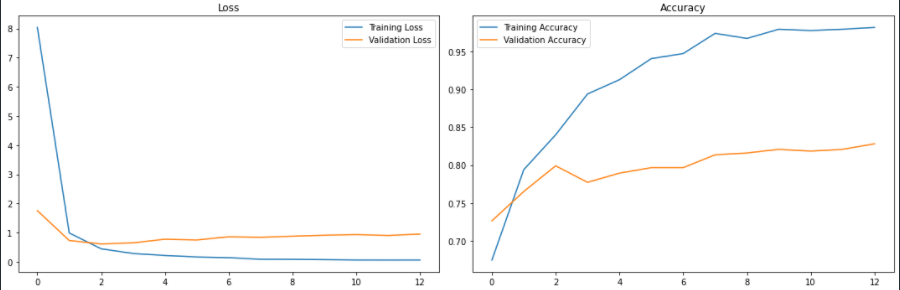 Loss
Training Loss
Validation Loss
8
7
6
5
4
3
2
1
0
0 2 4 6 8 10 12
Accuracy
Training Accuracy
Validation Accuracy
0.95
0.90
0.85
0.80
0.75
0.70
0 2 4 6 8 10 12